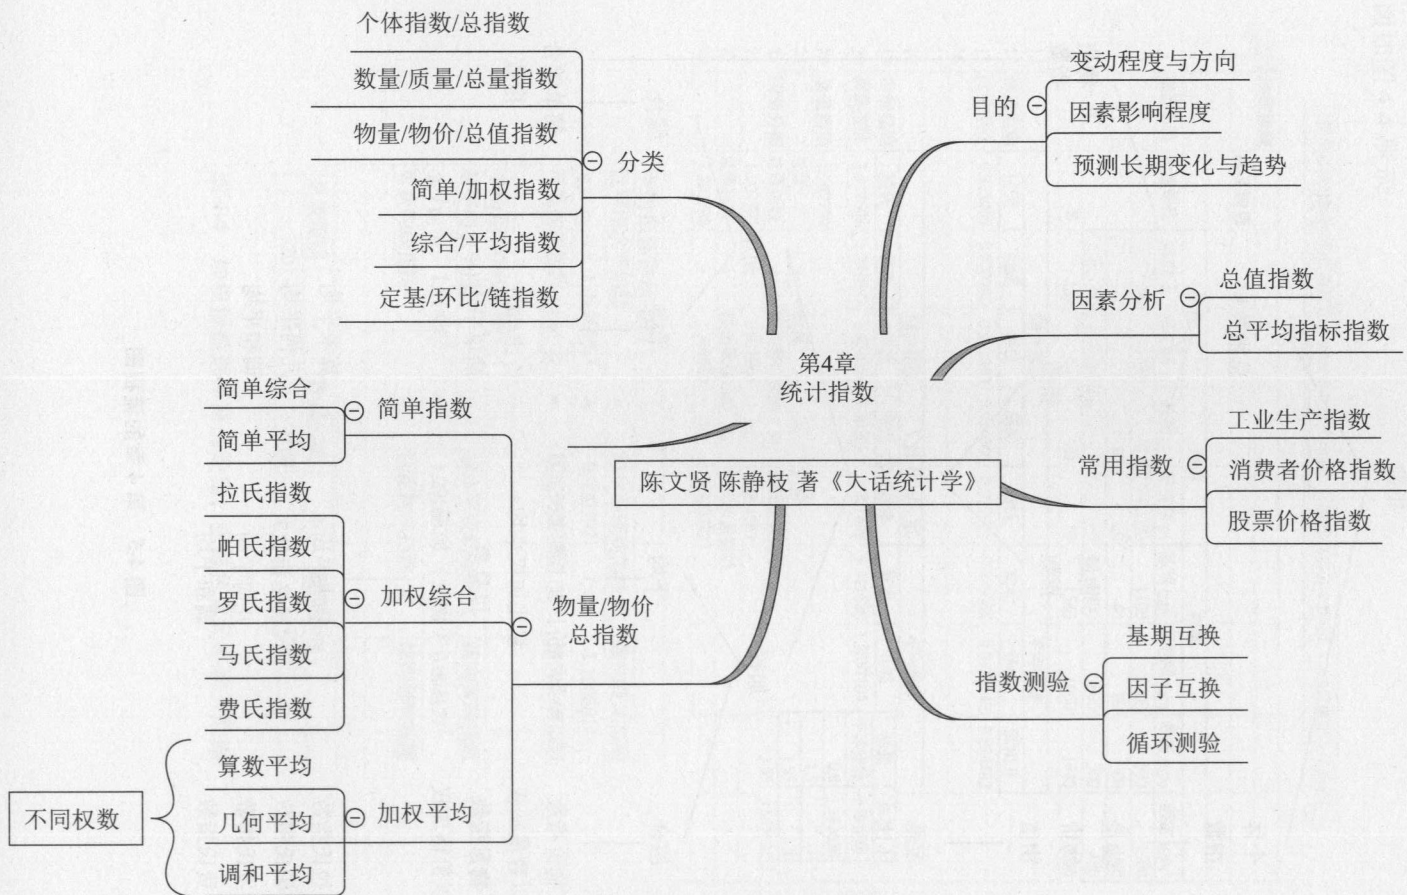 第4章
统计指数
陈文贤 陈静枝 著《大话统计学》
目的
变动程度与方向
因素影响程度
预测长期变化与趋势
因素分析
总值指数
总平均指标指数
常用指数
工业生产指数
消费者价格指数
股票价格指数
指数测验
基期互换
因子互换
循环测验
分类
个体指数/总指数
数量/质量/总量指数
物量/物价/总值指数
简单/加权指数
综合/平均指数
定基/环比/链指数
物量/物价
总指数
简单指数
简单综合
简单平均
加权综合
拉氏指数
帕氏指数
罗氏指数
马氏指数
费氏指数
加权平均
算数平均
几何平均
调和平均
不同权数